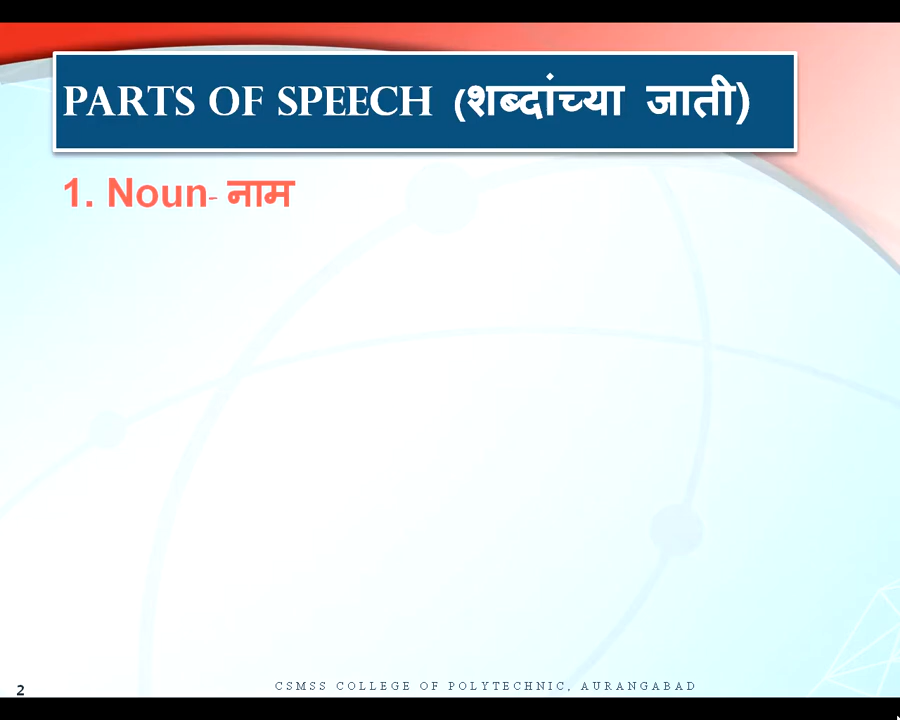 PARTS OF SPEECH (शब्दांच्या जाती)
1. Noun- नाम
2
CSMSS COLLEGE OF POLYTECHNIC, AURANGABAD